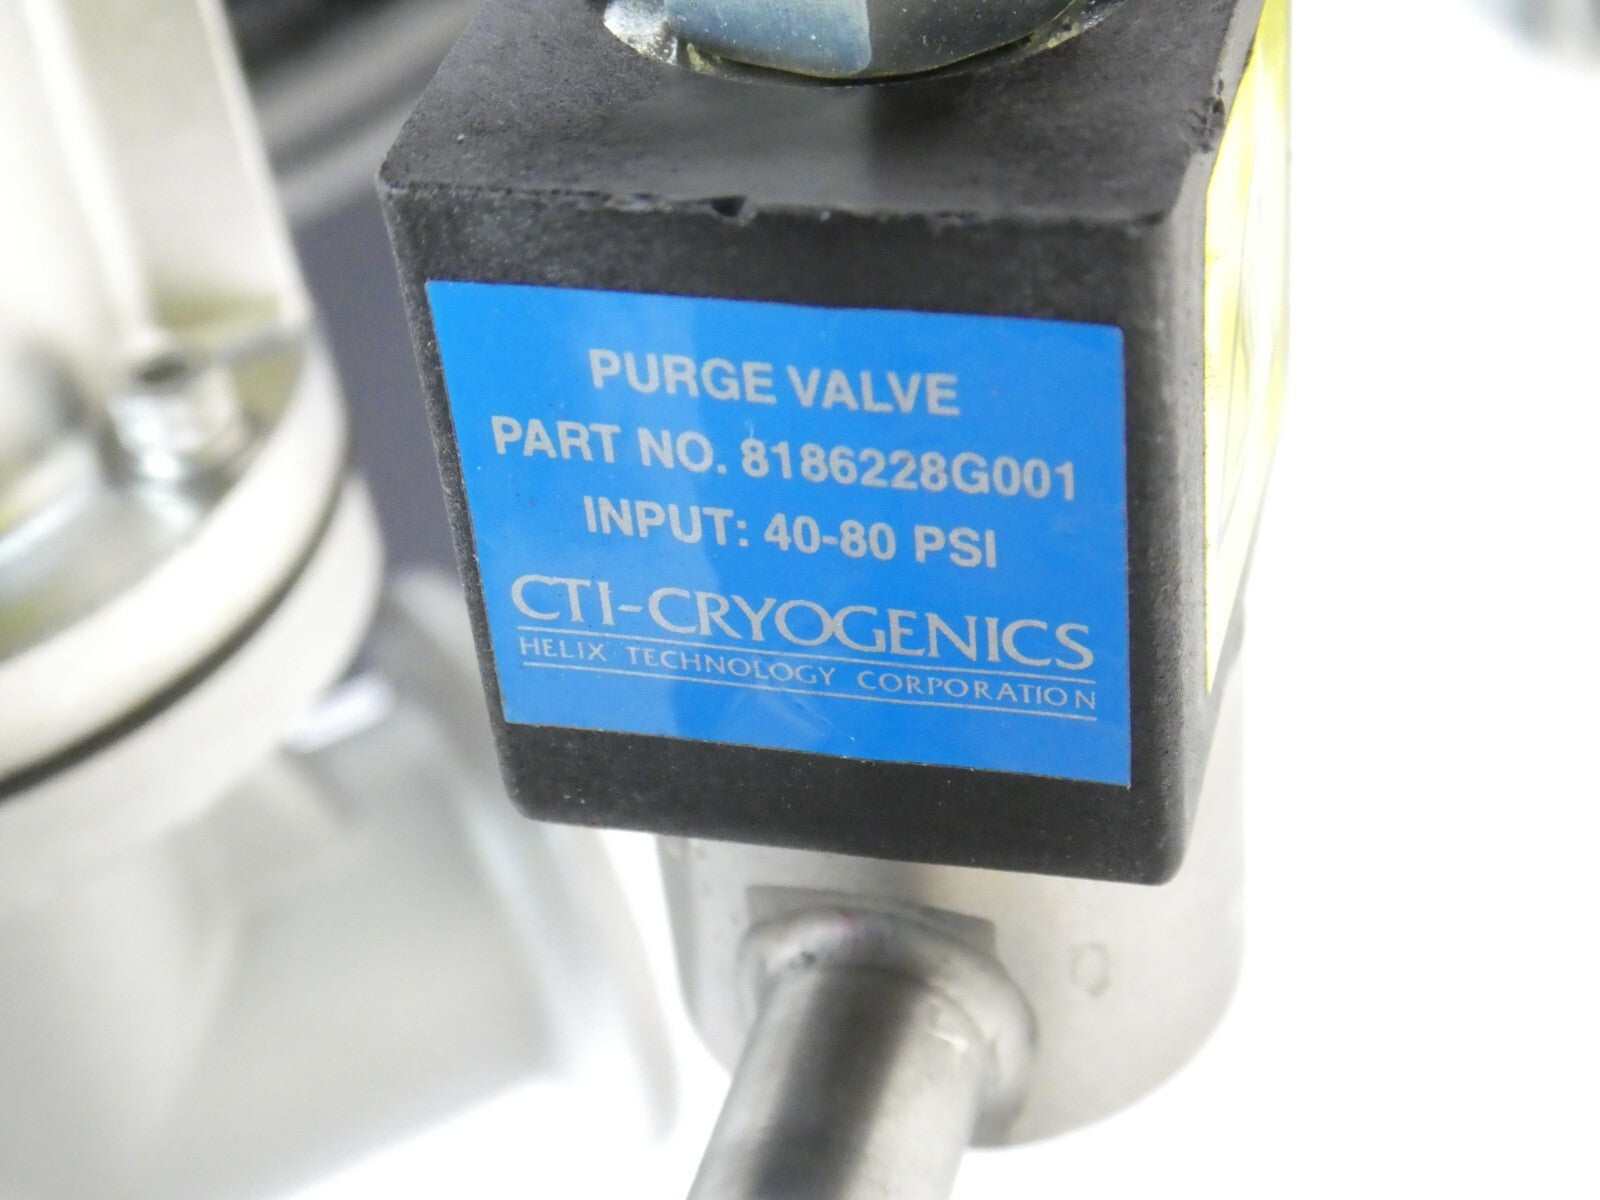 PURGE VALVE
PART NO. 8186228G001
INPUT: 40-80 PSI
CTI-CRYOGENICS
HELIX TECHNOLOGY CORPORATION